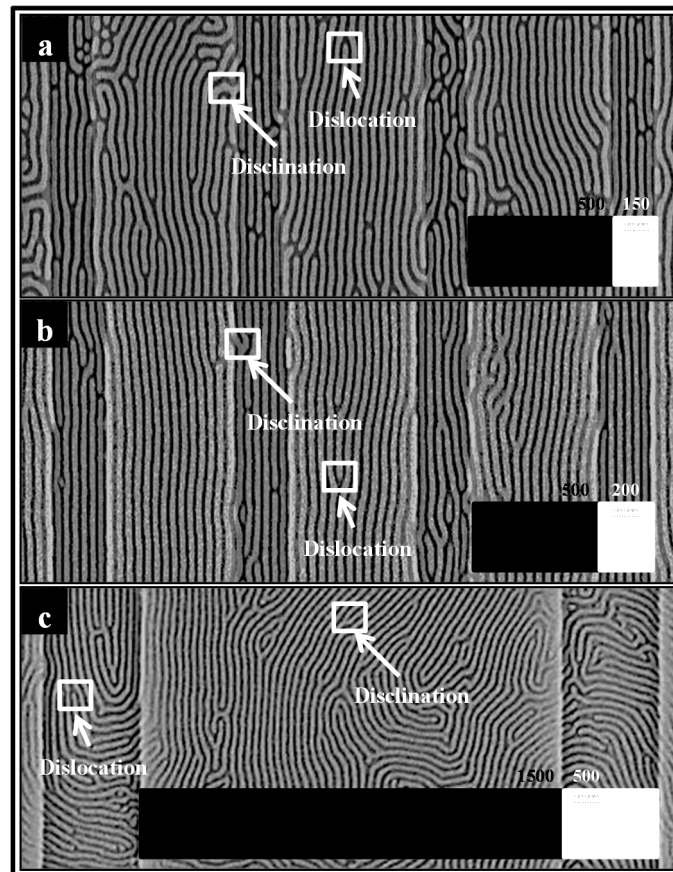 a
Dislocation
Disclination
500 150
b
Disclination
500 200
Dislocation
c
Disclination
Dislocation
1500 500